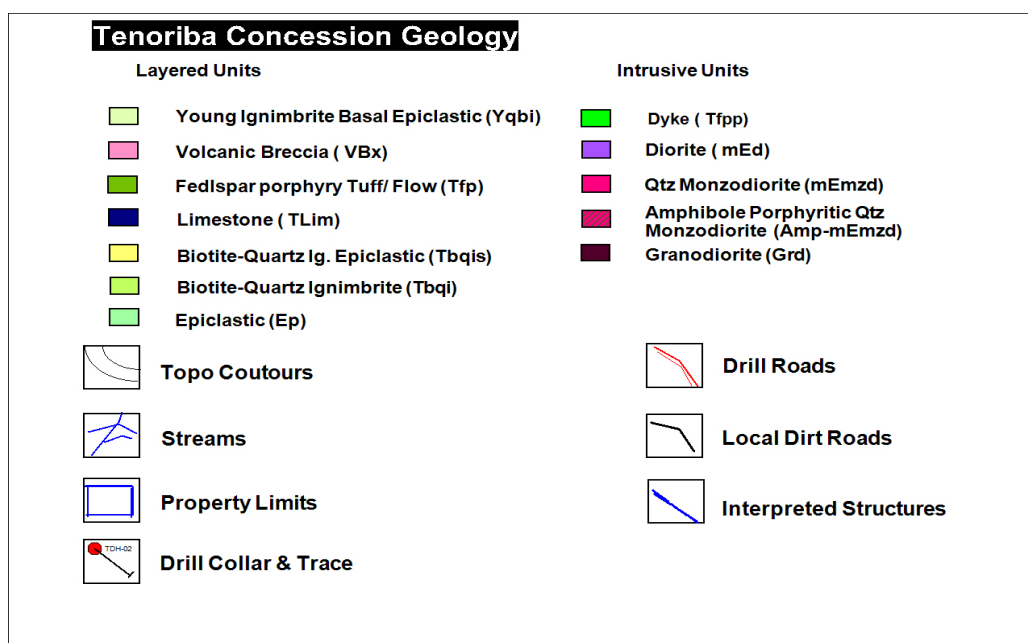 Tenoriba Concession Geology
Layered Units
Young Ignimbrite Basal Epiclastic (Yqbi)
Volcanic Breccia ( VBx)
Fedlspar porphyry Tuff/ Flow (Tfp)
Limestone ( TLim)
Biotite-Quartz Ig. Epiclastic (Tbqis)
Biotite-Quartz Ignimbrite (Tbqi)
Epiclastic (Ep)
Intrusive Units
Dyke ( Tfpp)
Diorite ( mEd)
Qtz Monzodiorite (mEmzd)
Amphibole Porphyritic Qtz
Monzodiorite (Amp-mEmzd)
Granodiorite (Grd)
Topo Coutours
Streams
Property Limits
TDH-02
Drill Collar & Trace
Drill Roads
Local Dirt Roads
Interpreted Structures